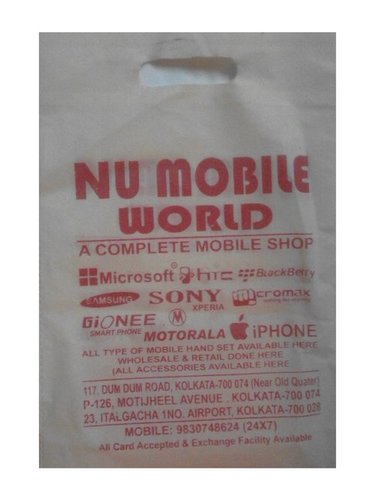 NU MOBILE
WORLD
A COMPLETE MOBILE SHOP
Microsoft htc BlackBerry
SAMSUNG SONY micromax
XPERIA
GiONEE M iPHONE
SMART PHONE MOTORALA
ALL TYPE OF MOBILE HAND SET AVAILABLE HERE
WHOLESALE & RETAIL DONE HERE
(ALL ACCESSORIES AVAILABLE HERE
117, DUM DUM ROAD, KOLKATA-700 074 (Near Old Quater)
P-126, MOTIJHEEL AVENUE . KOLKATA-700 074
23, ITALGACHA 1NO. AIRPORT, KOLKATA-700 028
MOBILE: 9830748624 (24X7)
All Card Accepted & Exchange Facility Available